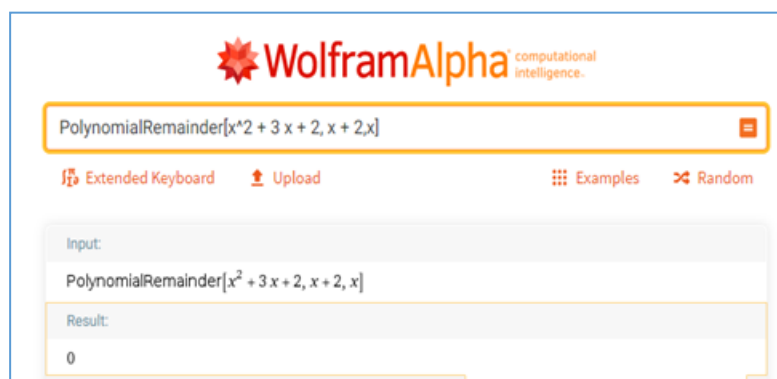 WolframAlpha computational intelligence.
PolynomialRemainder[x^2 + 3 x + 2, x + 2,x]
Extended Keyboard Upload Examples Random
Input:
PolynomialRemainder[x² + 3 x + 2, x + 2, x]
Result:
0